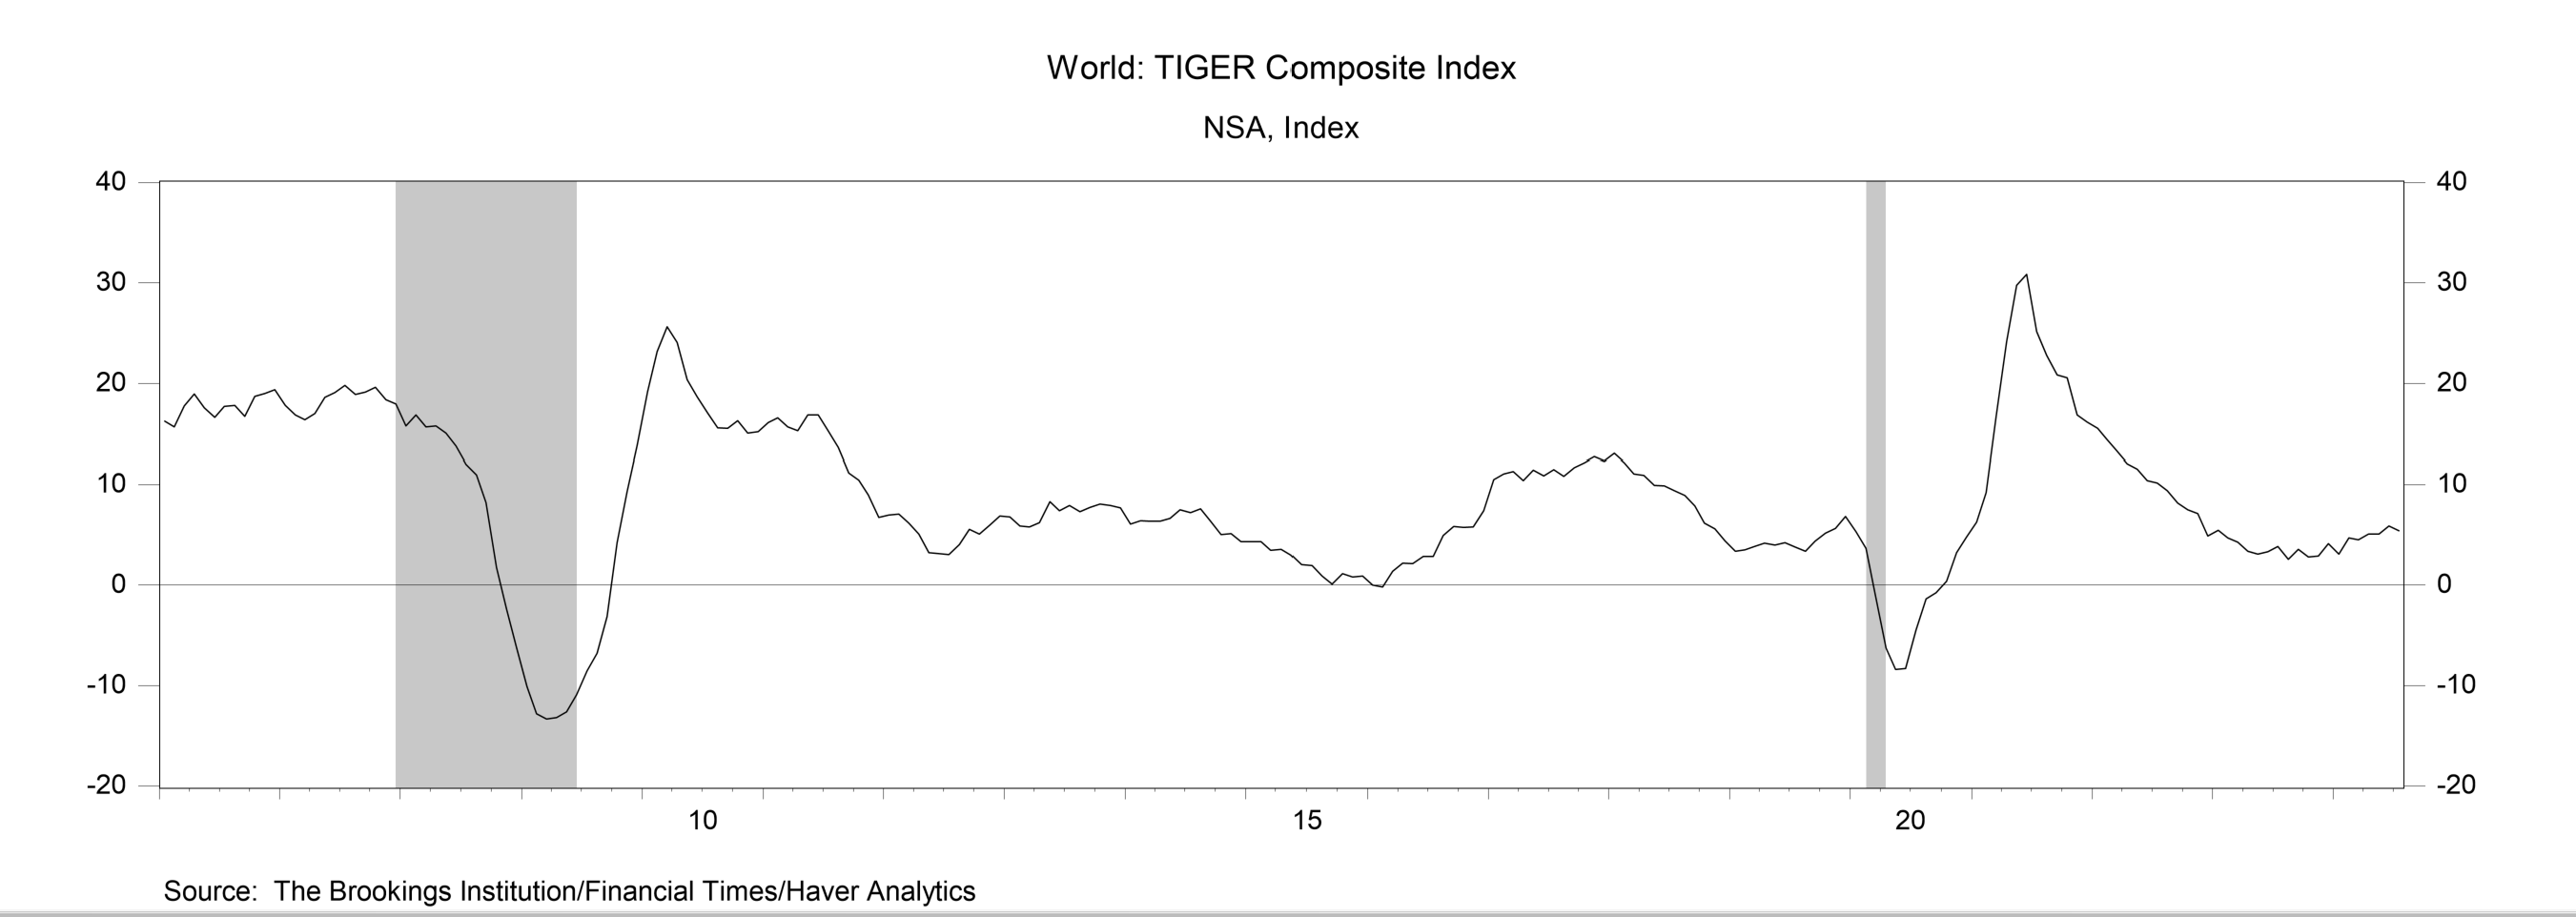 World: TIGER Composite Index
NSA, Index
40 40
30 30
20 20
10 10
0 0
-10 -10
-20 -20
10 15 20
Source:  The Brookings Institution/Financial Times/Haver Analytics